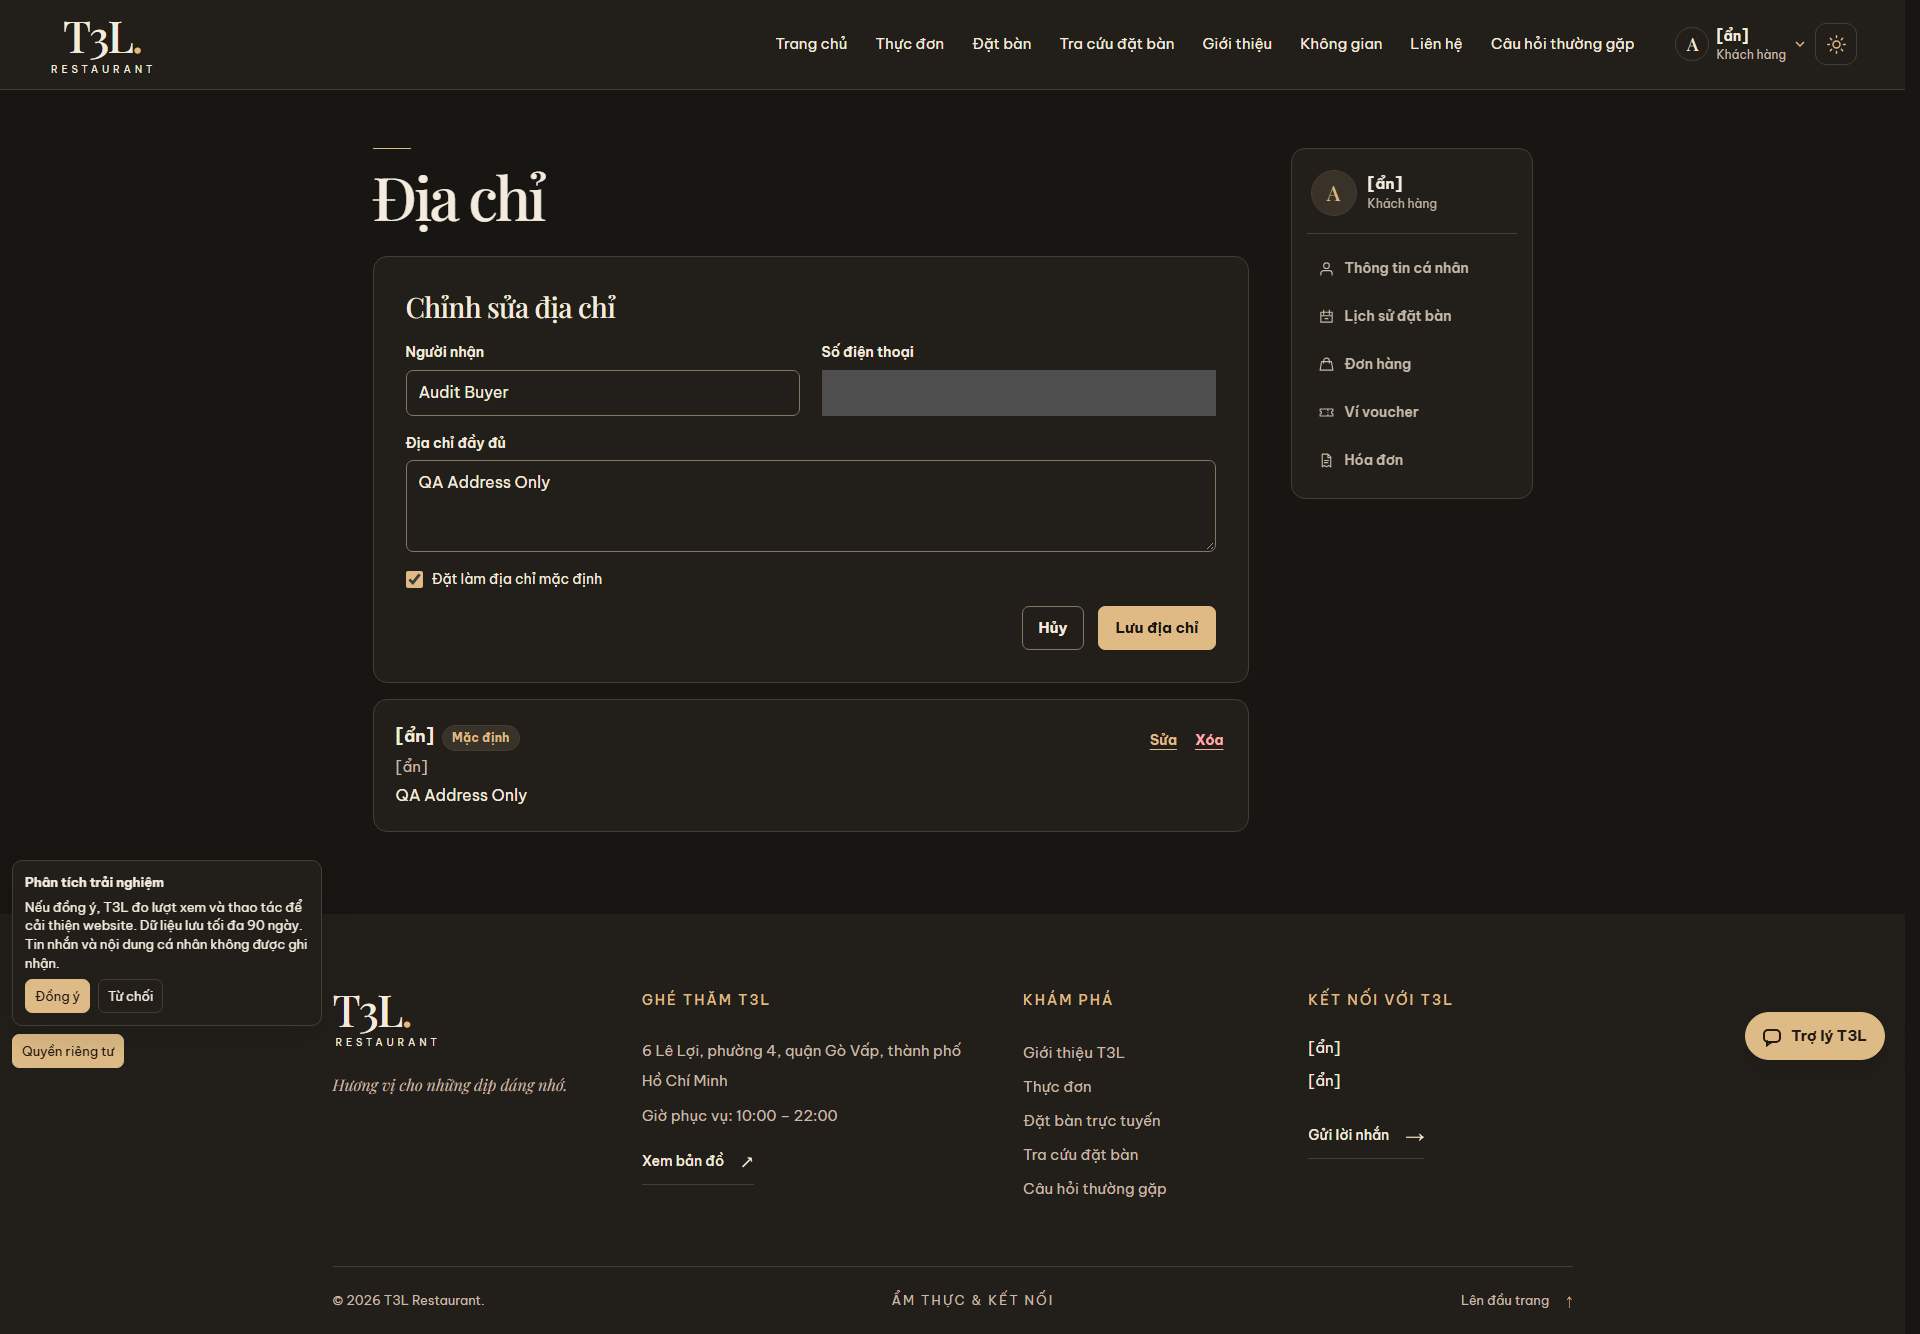 T3L.
RESTAURANT
Trang chủ
Thực đơn
Đặt bàn
Tra cứu đặt bàn
Giới thiệu
Không gian
Liên hệ
Câu hỏi thường gặp
A
[ẩn]
Khách hàng
Địa chỉ
Chỉnh sửa địa chỉ
Người nhận
Số điện thoại
Audit Buyer
Địa chỉ đầy đủ
QA Address Only
Đặt làm địa chỉ mặc định
Hủy
Lưu địa chỉ
[ẩn]
Mặc định
Sửa
Xóa
[ẩn]
QA Address Only
A
[ẩn]
Khách hàng
Thông tin cá nhân
Lịch sử đặt bàn
Đơn hàng
Ví voucher
Hóa đơn
Phân tích trải nghiệm
Nếu đồng ý, T3L đo lượt xem và thao tác để
cải thiện website. Dữ liệu lưu tối đa 90 ngày.
Tin nhắn và nội dung cá nhân không được ghi
nhận.
Đồng ý
Từ chối
Quyền riêng tư
T3L.
RESTAURANT
Hương vị cho những dịp đáng nhớ.
GHÉ THĂM T3L
6 Lê Lợi, phường 4, quận Gò Vấp, thành phố
Hồ Chí Minh
Giờ phục vụ: 10:00 – 22:00
Xem bản đồ ↗
KHÁM PHÁ
Giới thiệu T3L
Thực đơn
Đặt bàn trực tuyến
Tra cứu đặt bàn
Câu hỏi thường gặp
KẾT NỐI VỚI T3L
[ẩn]
[ẩn]
Gửi lời nhắn →
Trợ lý T3L
© 2026 T3L Restaurant.
ẨM THỰC & KẾT NỐI
Lên đầu trang ↑